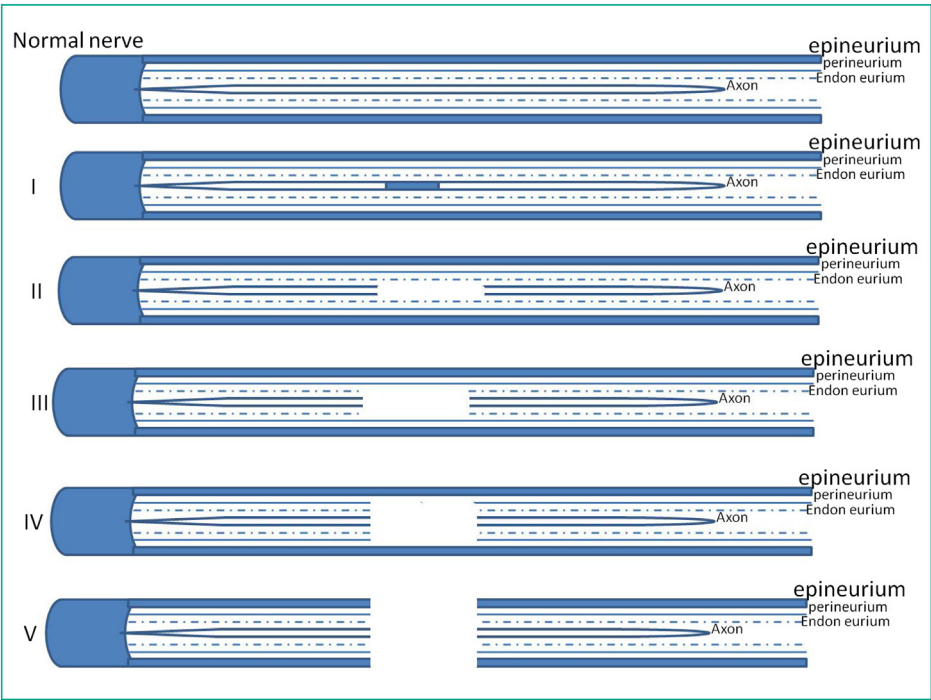 Normal nerve
epineurium
perineurium
Endon eurium
Axon
I
epineurium
perineurium
Endon eurium
Axon
II
epineurium
perineurium
Endon eurium
Axon
III
epineurium
perineurium
Endon eurium
Axon
IV
epineurium
perineurium
Endon eurium
Axon
V
epineurium
perineurium
Endon eurium
Axon